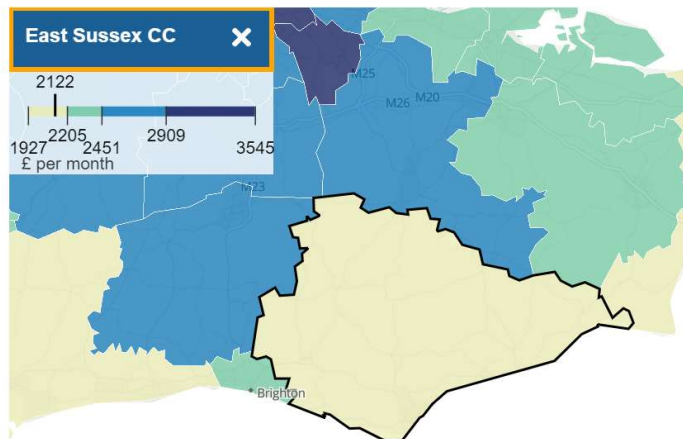 East Sussex CC ✕
2122
1927 2205 2451 2909 3545
£ per month
M25
M26 M20
M23
Brighton